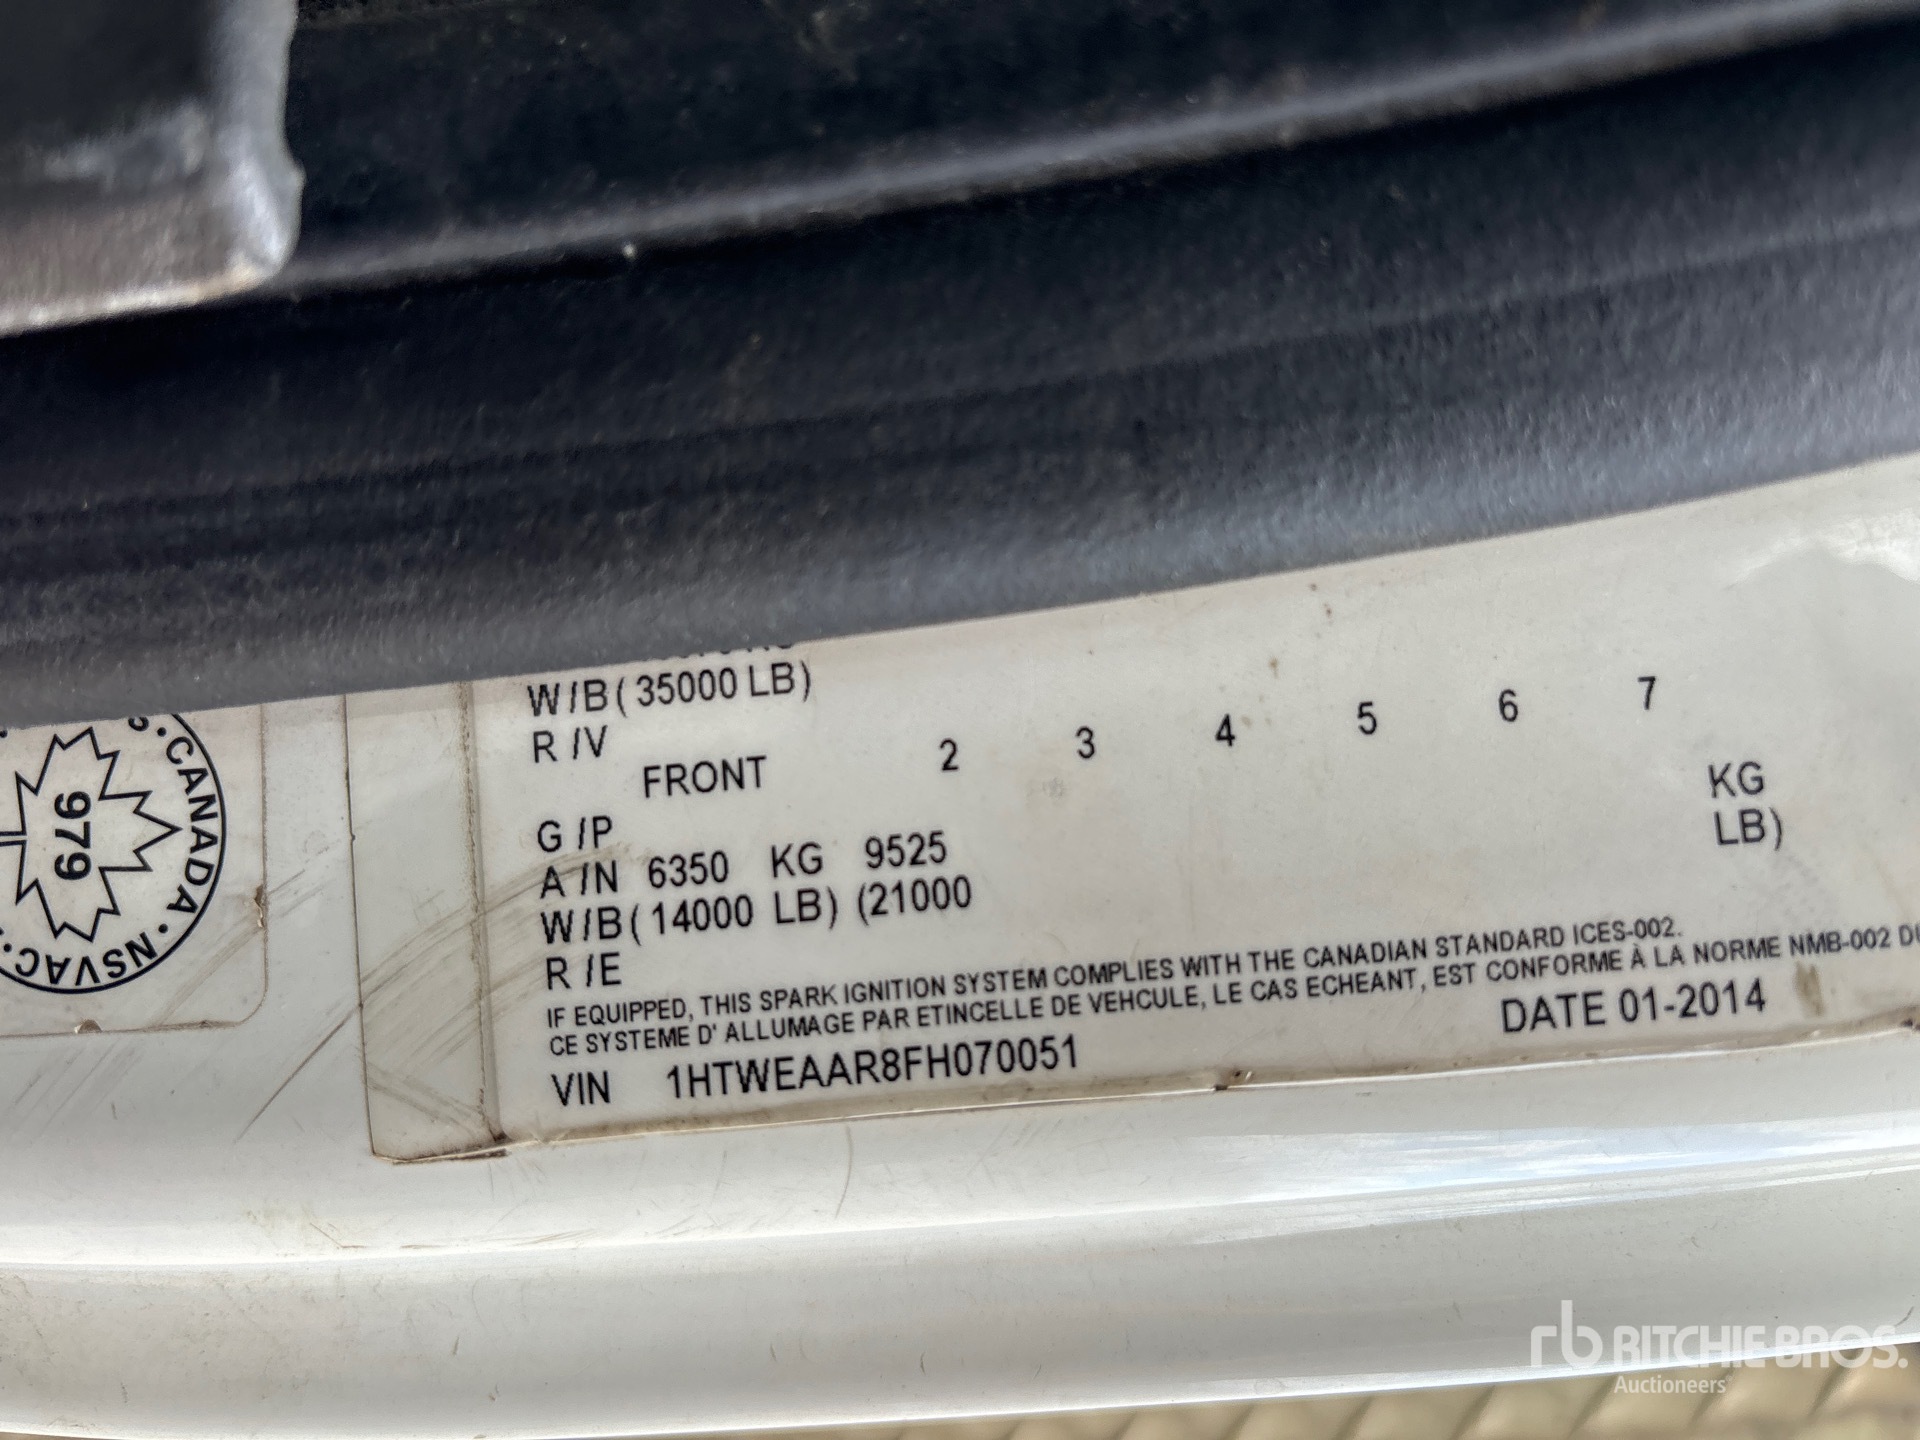 W/B( 35000 LB)
R /V
FRONT 2 3 4 5 6 7
G /P KG
A /N 6350 KG 9525 LB)
W/B( 14000 LB) (21000
R /E
IF EQUIPPED, THIS SPARK IGNITION SYSTEM COMPLIES WITH THE CANADIAN STANDARD ICES-002.
CE SYSTEME D' ALLUMAGE PAR ETINCELLE DE VEHCULE, LE CAS ECHEANT, EST CONFORME À LA NORME NMB-002 DU
DATE 01-2014
VIN 1HTWEAAR8FH070051
CANADA · NSVAC
979
rb RITCHIE BROS.
Auctioneers